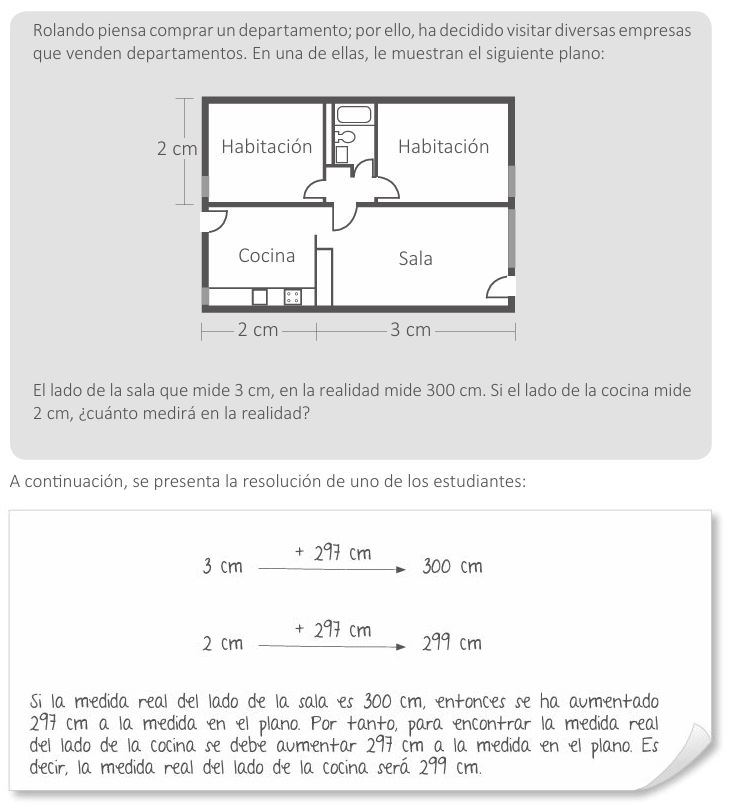 Rolando piensa comprar un departamento; por ello, ha decidido visitar diversas empresas
que venden departamentos. En una de ellas, le muestran el siguiente plano:
2 cm
Habitación
Habitación
Cocina
Sala
2 cm
3 cm
El lado de la sala que mide 3 cm, en la realidad mide 300 cm. Si el lado de la cocina mide
2 cm, ¿cuánto medirá en la realidad?
A continuación, se presenta la resolución de uno de los estudiantes:
+ 297 cm
3 cm 300 cm
+ 297 cm
2 cm 299 cm
Si la medida real del lado de la sala es 300 cm, entonces se ha aumentado
297 cm a la medida en el plano. Por tanto, para encontrar la medida real
del lado de la cocina se debe aumentar 297 cm a la medida en el plano. Es
decir, la medida real del lado de la cocina será 299 cm.